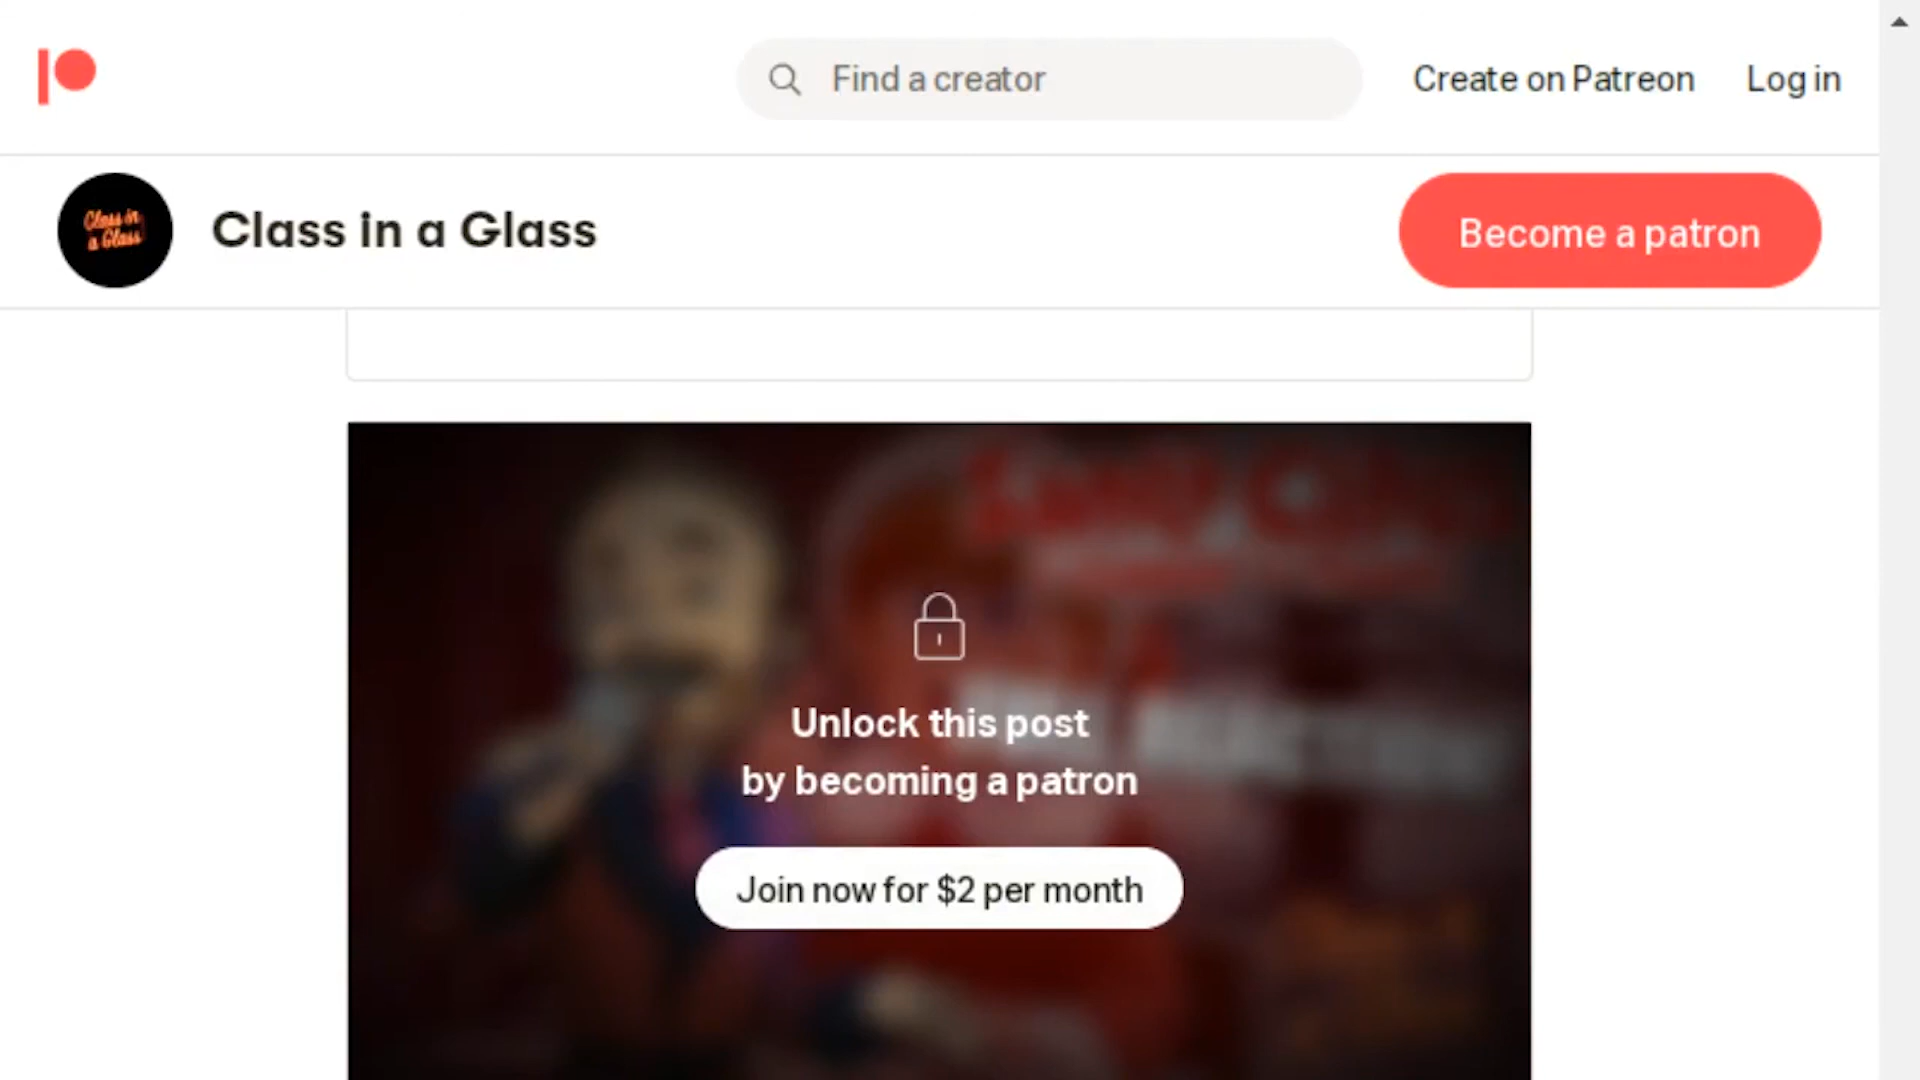 Find a creator
Create on Patreon
Log in
Class in
a Glass
Class in a Glass
Become a patron
Unlock this post
by becoming a patron
Join now for $2 per month